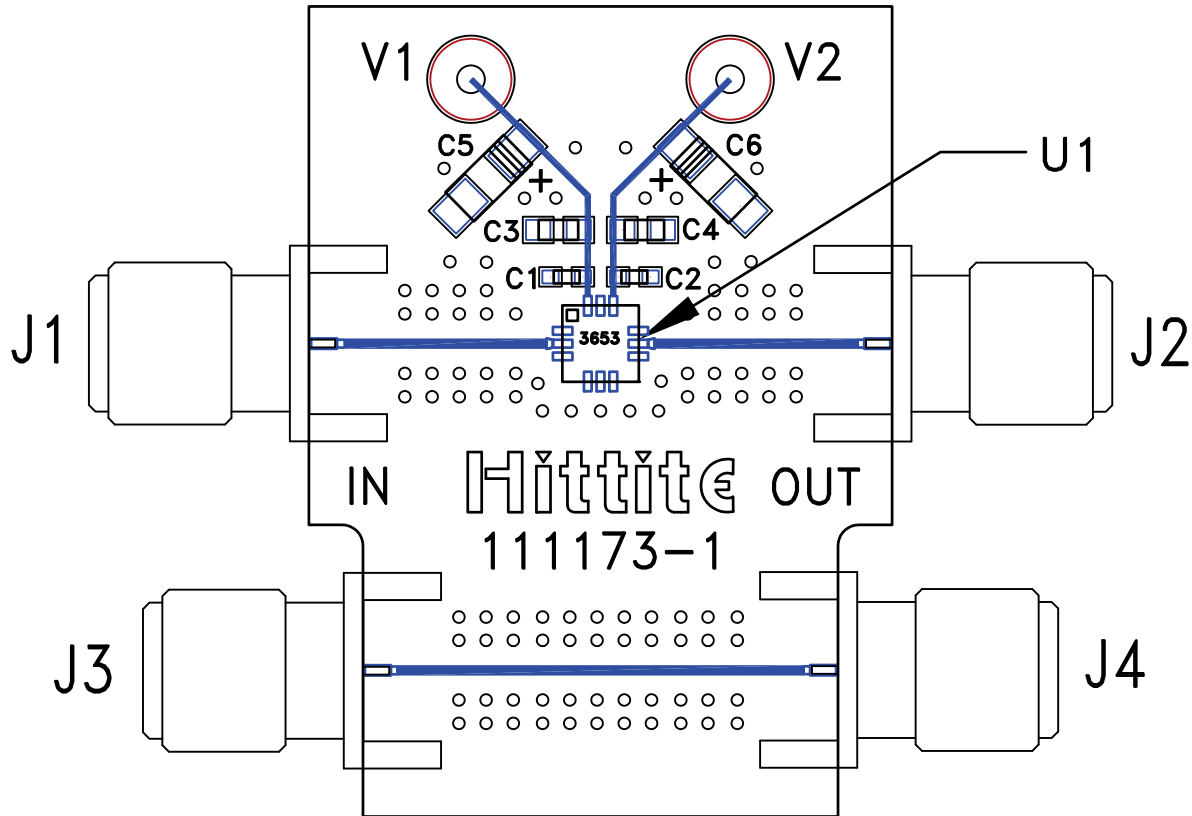 V1
V2
C5
C6
U1
+
+
C3
C4
C1
C2
J1
3653
J2
IN
Hittite
OUT
111173-1
J3
J4